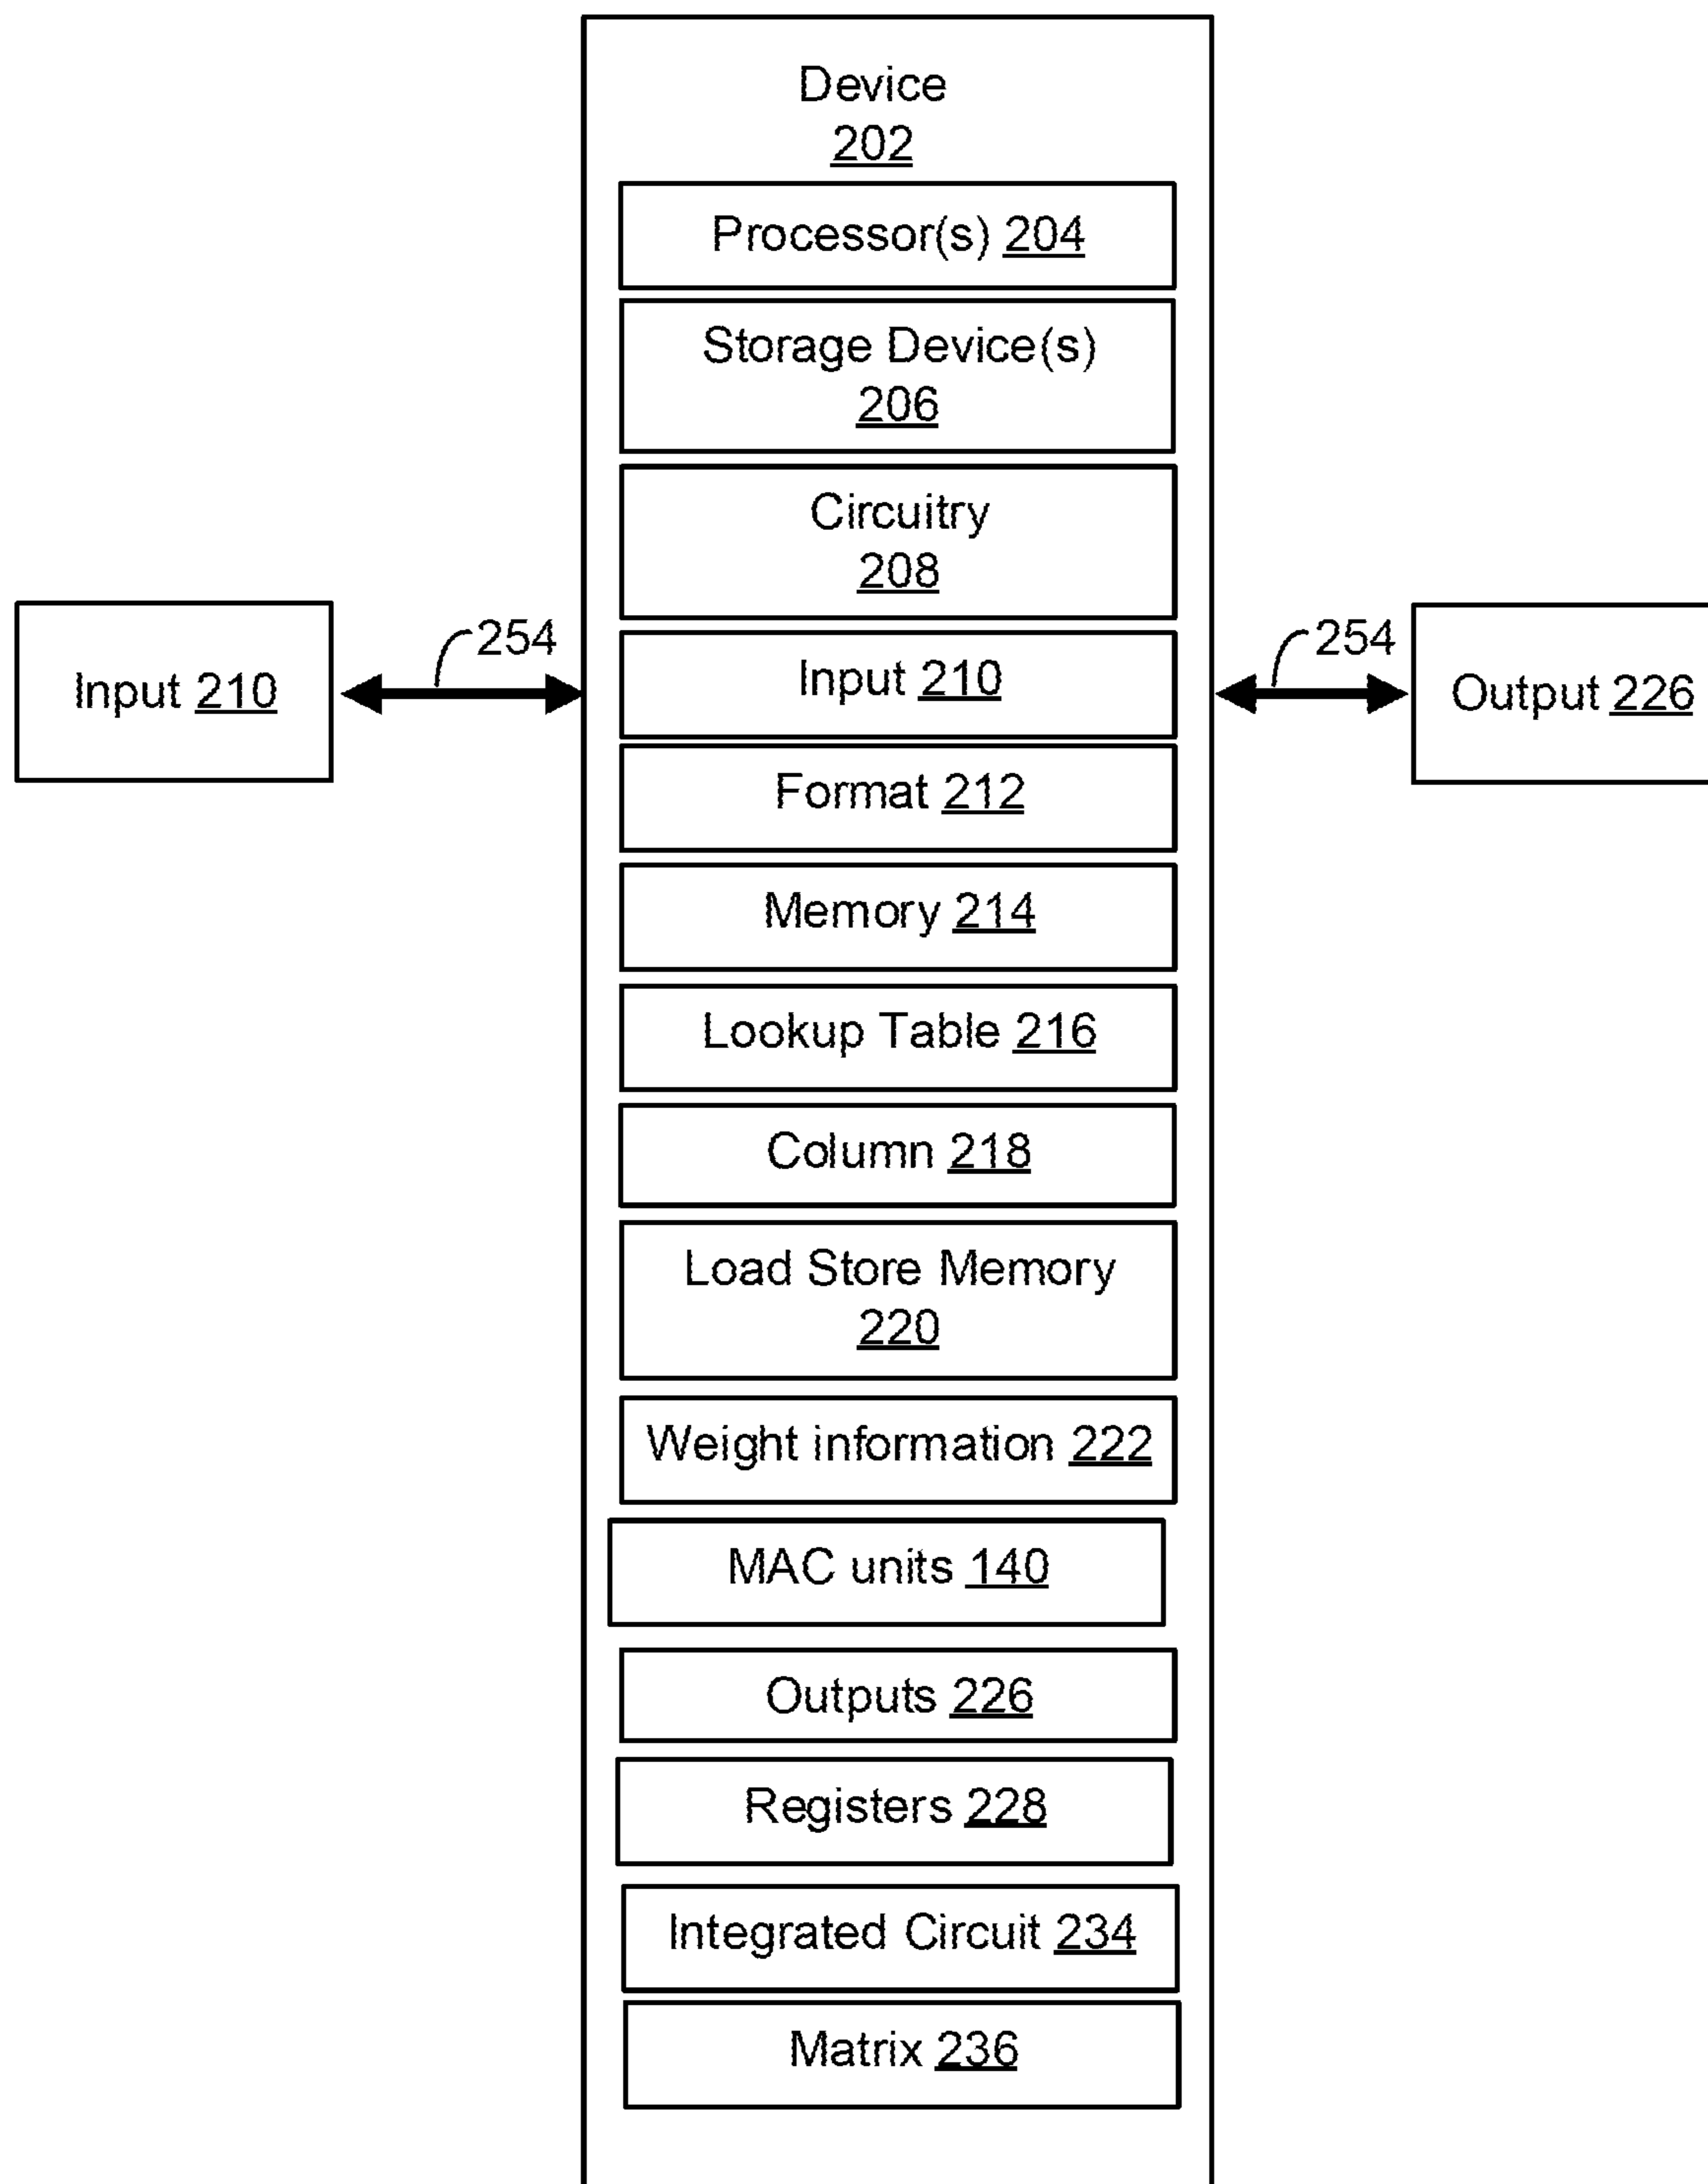 Device
202
Processor(s) 204
Storage Device(s)
206
Circuitry
208
Input 210
254
Input 210
254
Output 226
Format 212
Memory 214
Lookup Table 216
Column 218
Load Store Memory
220
Weight information 222
MAC units 140
Outputs 226
Registers 228
Integrated Circuit 234
Matrix 236